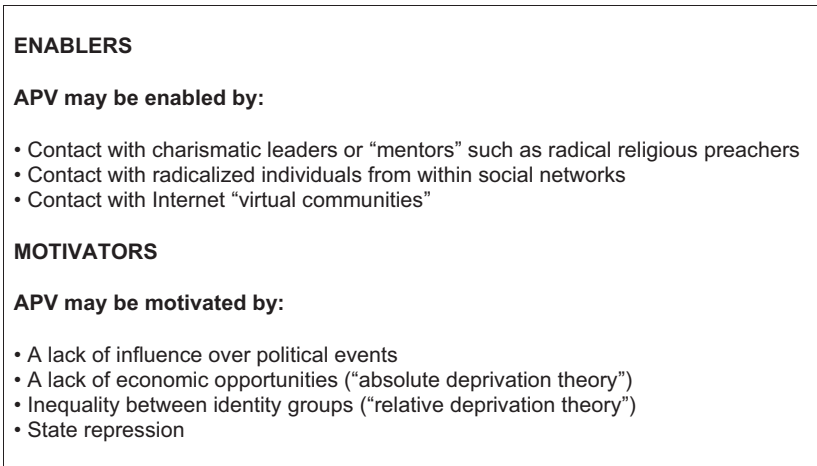 ENABLERS
APV may be enabled by:
• Contact with charismatic leaders or “mentors” such as radical religious preachers
• Contact with radicalized individuals from within social networks
• Contact with Internet “virtual communities”
MOTIVATORS
APV may be motivated by:
• A lack of influence over political events
• A lack of economic opportunities (“absolute deprivation theory”)
• Inequality between identity groups (“relative deprivation theory”)
• State repression